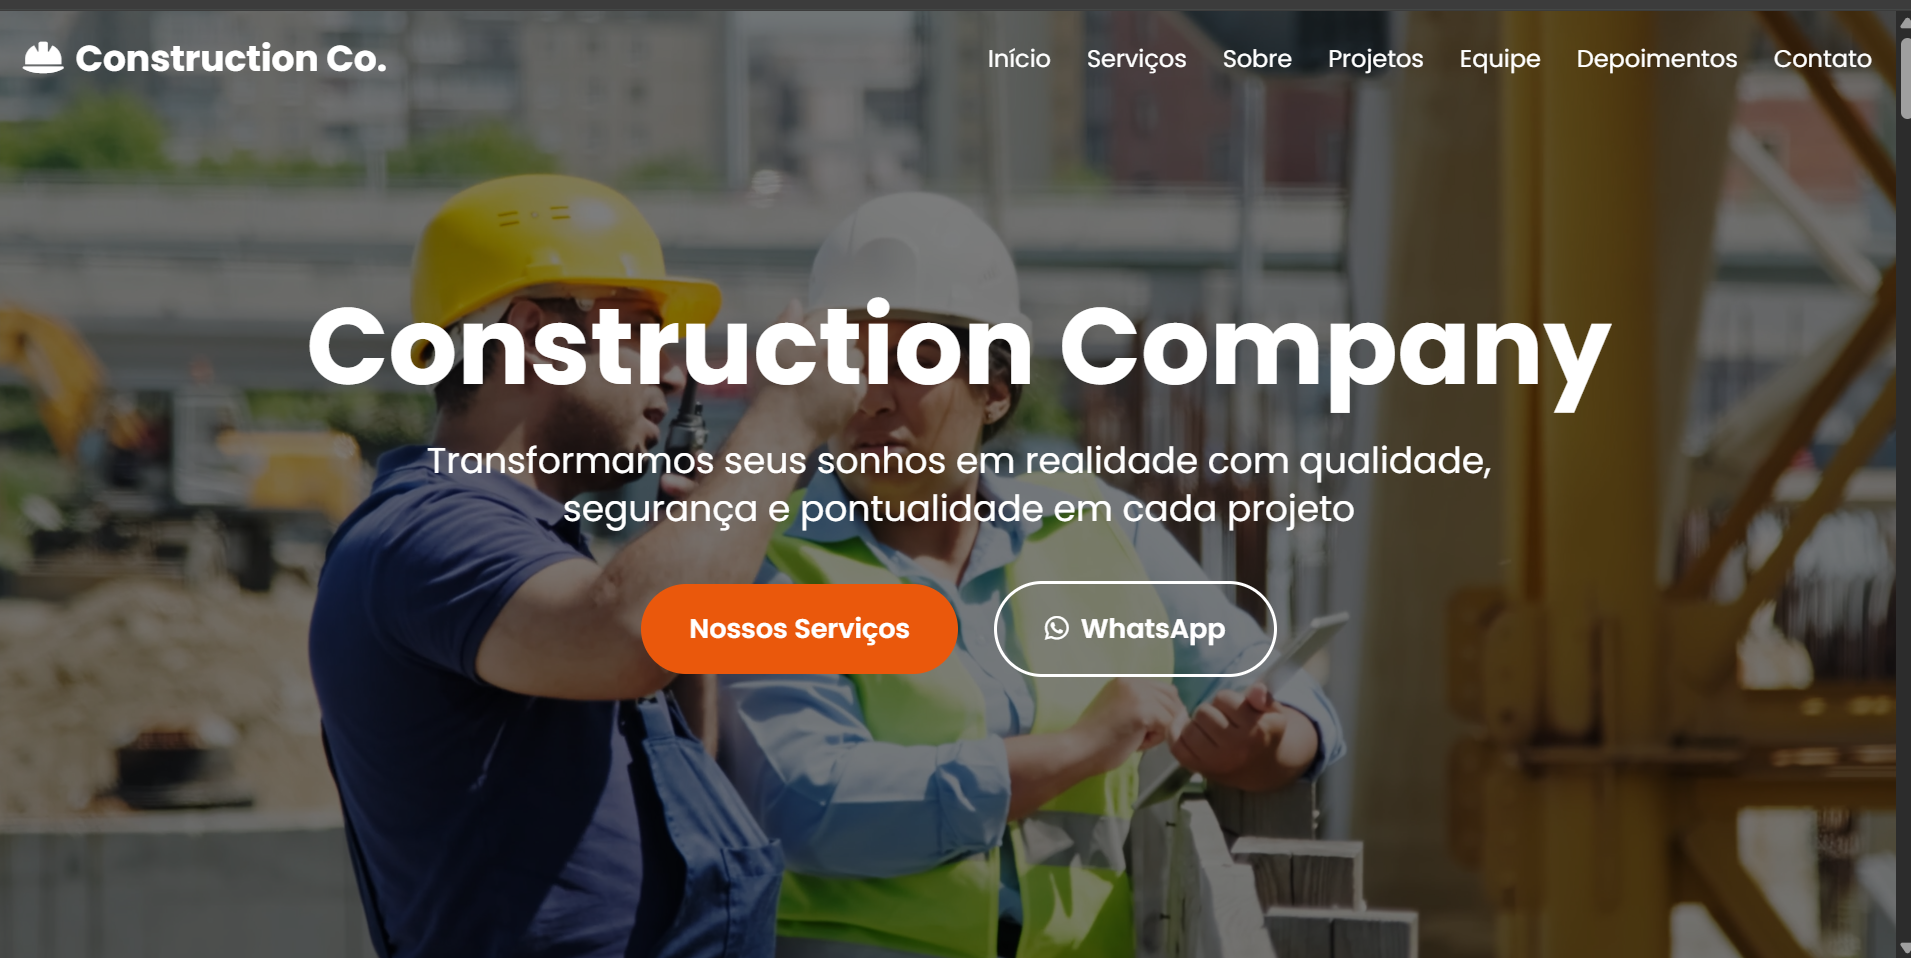 Construction Co.
Início Serviços Sobre Projetos Equipe Depoimentos Contato
Construction Company
Transformamos seus sonhos em realidade com qualidade,
segurança e pontualidade em cada projeto
Nossos Serviços
WhatsApp